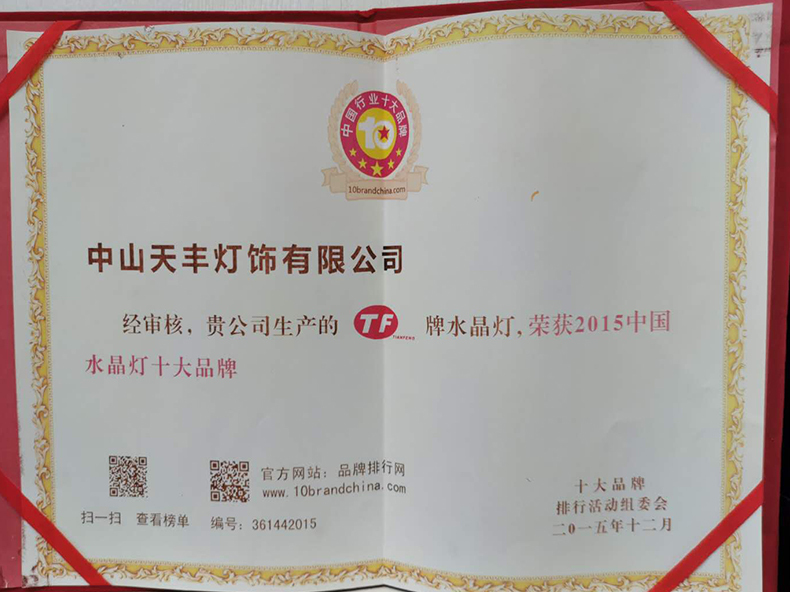 中国行业十大品牌
10
10brandchina.com
中山天丰灯饰有限公司
经审核，贵公司生产的 TF TIANFENG 牌水晶灯，荣获2015中国
水晶灯十大品牌
官方网站：品牌排行网
www.10brandchina.com
扫一扫 查看榜单 编号：361442015
十大品牌
排行活动组委会
二〇一五年十二月